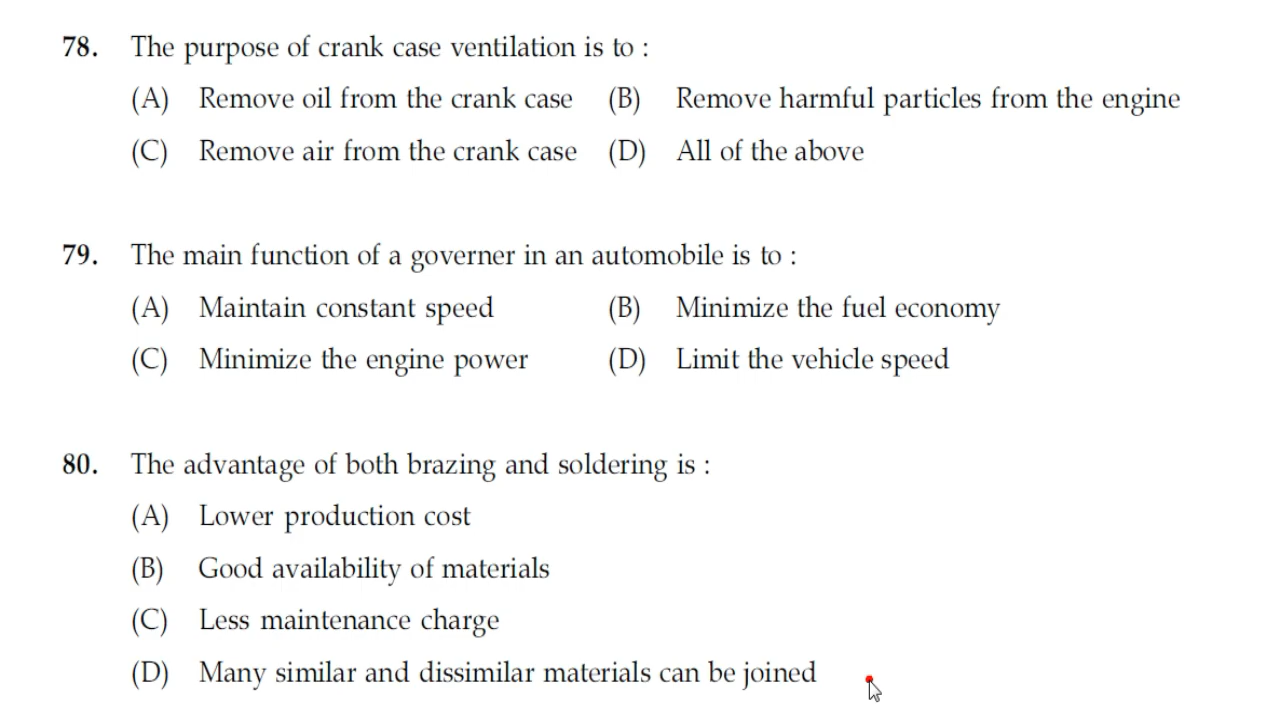 78. The purpose of crank case ventilation is to :
(A) Remove oil from the crank case (B) Remove harmful particles from the engine
(C) Remove air from the crank case (D) All of the above
79. The main function of a governer in an automobile is to :
(A) Maintain constant speed (B) Minimize the fuel economy
(C) Minimize the engine power (D) Limit the vehicle speed
80. The advantage of both brazing and soldering is :
(A) Lower production cost
(B) Good availability of materials
(C) Less maintenance charge
(D) Many similar and dissimilar materials can be joined